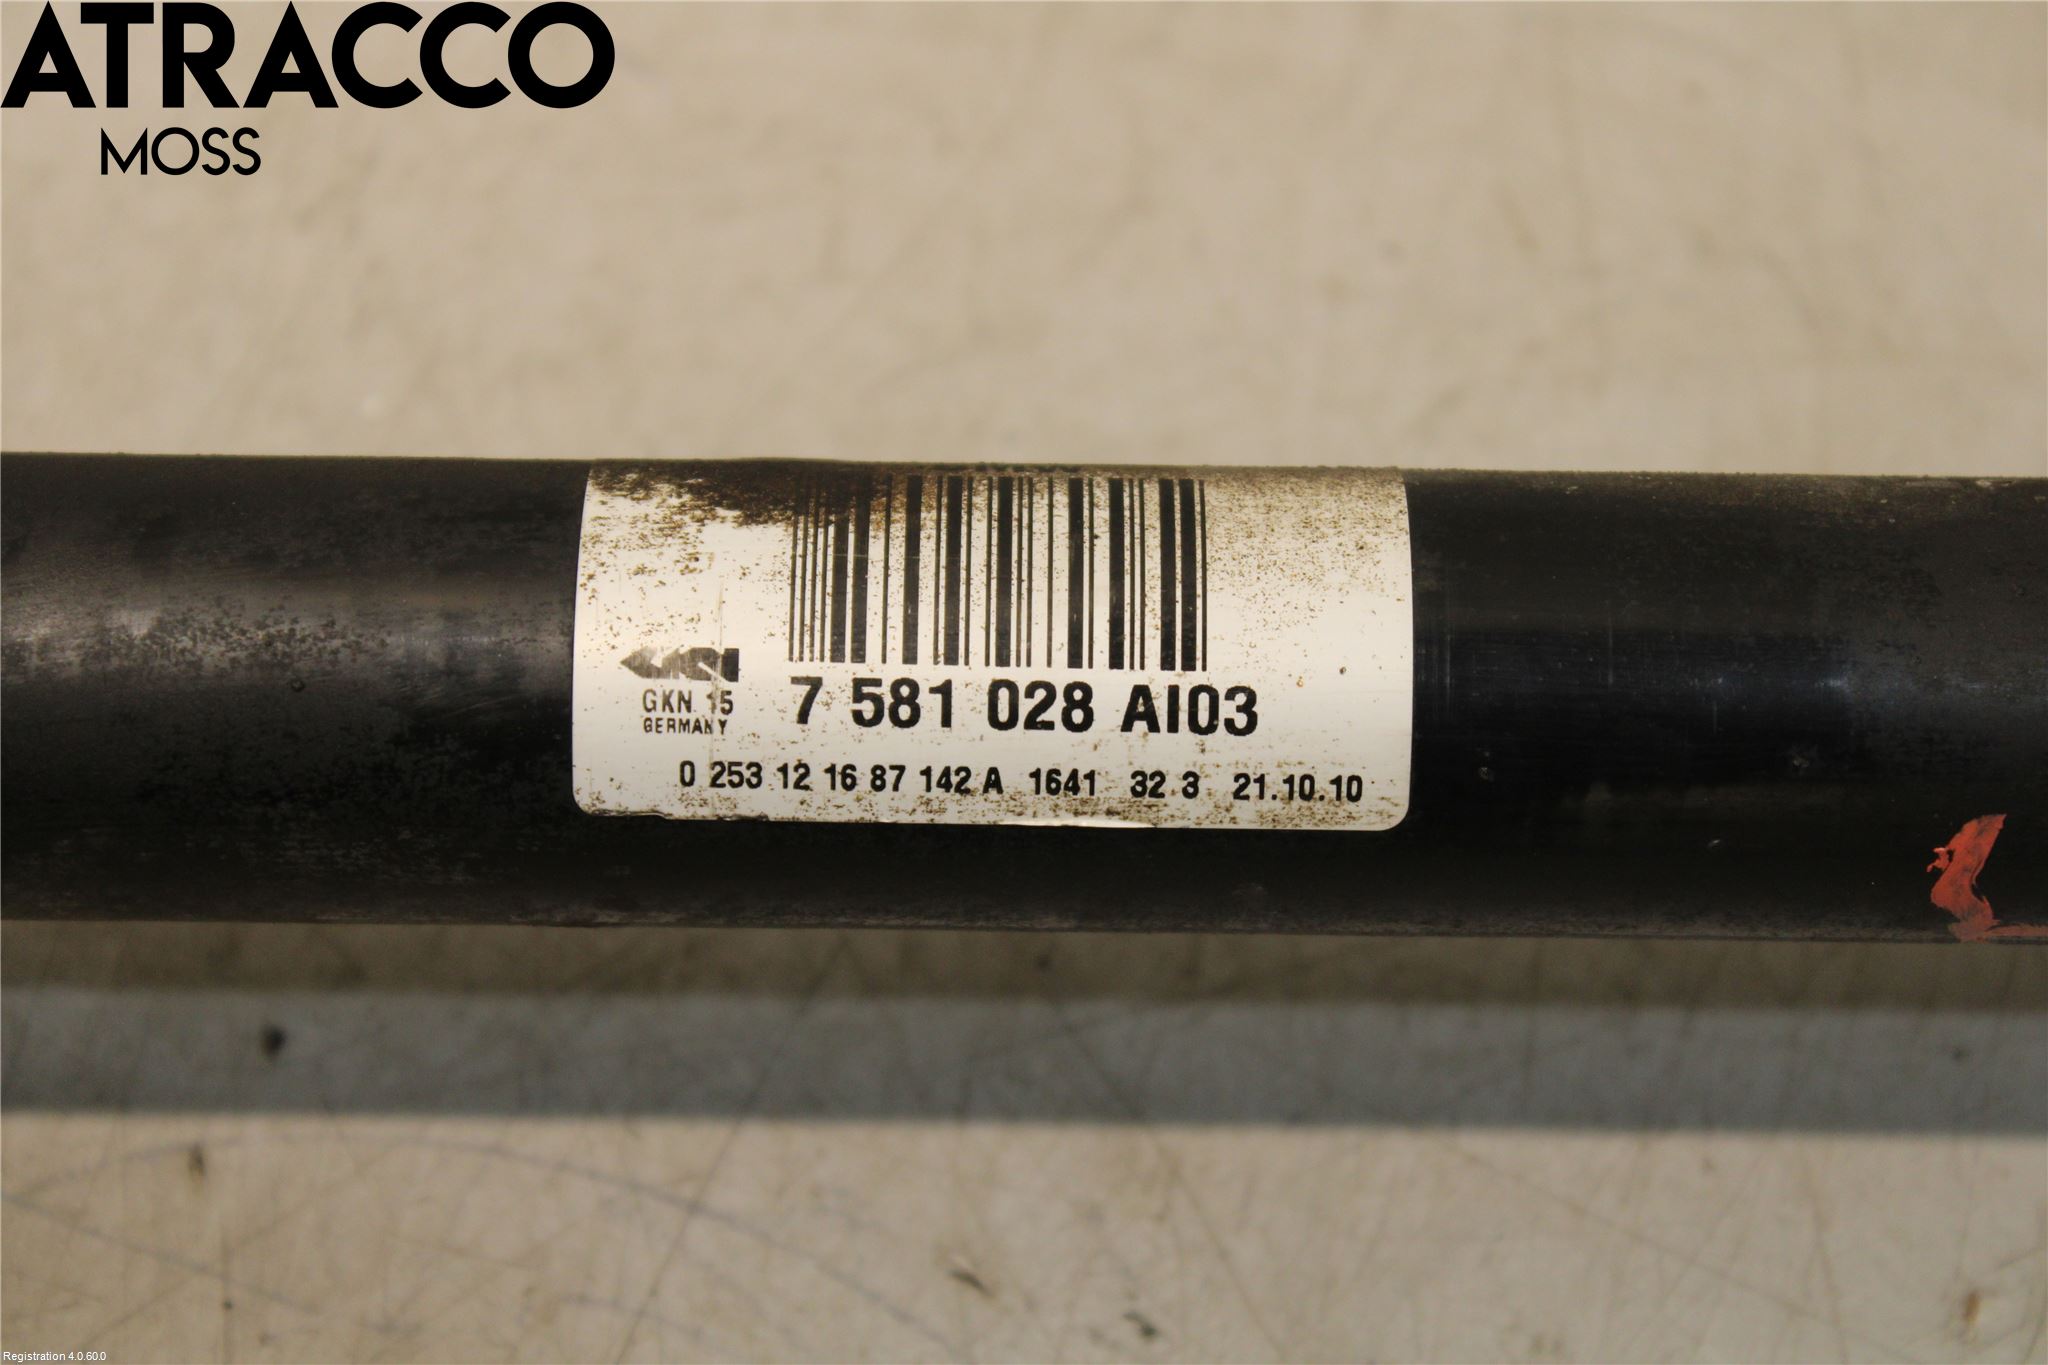 ATRACCO
MOSS
GKN 15
GERMANY
7 581 028 AI03
0 253 12 16 87 142 A 1641 32 3 21.10.10
Registration 4.0.60.0